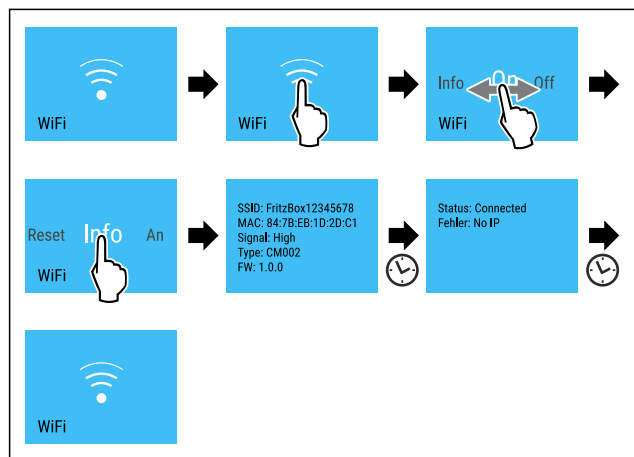 WiFi
WiFi
Info On Off
WiFi
Reset Info An
WiFi
SSID: FritzBox12345678
MAC: 84:7B:EB:1D:2D:C1
Signal: High
Type: CM002
FW: 1.0.0
Status: Connected
Fehler: No IP
WiFi